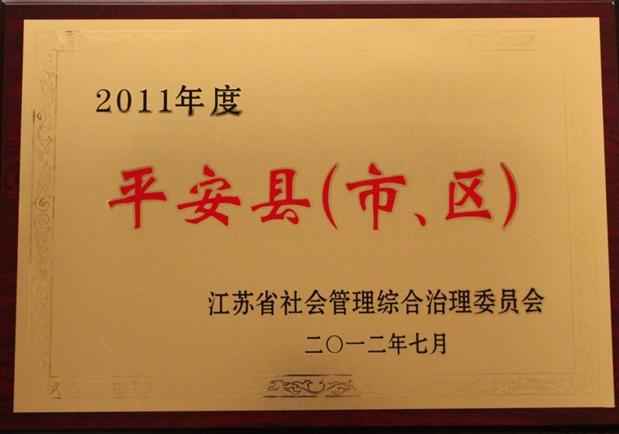 2011年度
平安县(市、区)
江苏省社会管理综合治理委员会
二〇一二年七月